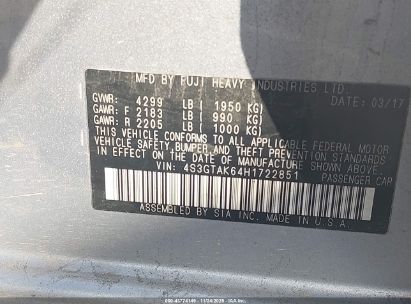 MFD BY FUJI HEAVY INDUSTRIES LTD.
DATE: 03/17
GVWR: 4299 LB ( 1950 KG)
GAWR: F 2183 LB ( 990 KG)
GAWR: R 2205 LB ( 1000 KG)
THIS VEHICLE CONFORMS TO ALL APPLICABLE FEDERAL MOTOR
VEHICLE SAFETY, BUMPER, AND THEFT PREVENTION STANDARDS
IN EFFECT ON THE DATE OF MANUFACTURE SHOWN ABOVE.
VIN: 4S3GTAK64H1722851
PASSENGER CAR
ASSEMBLED BY SIA INC. MADE IN U.S.A.